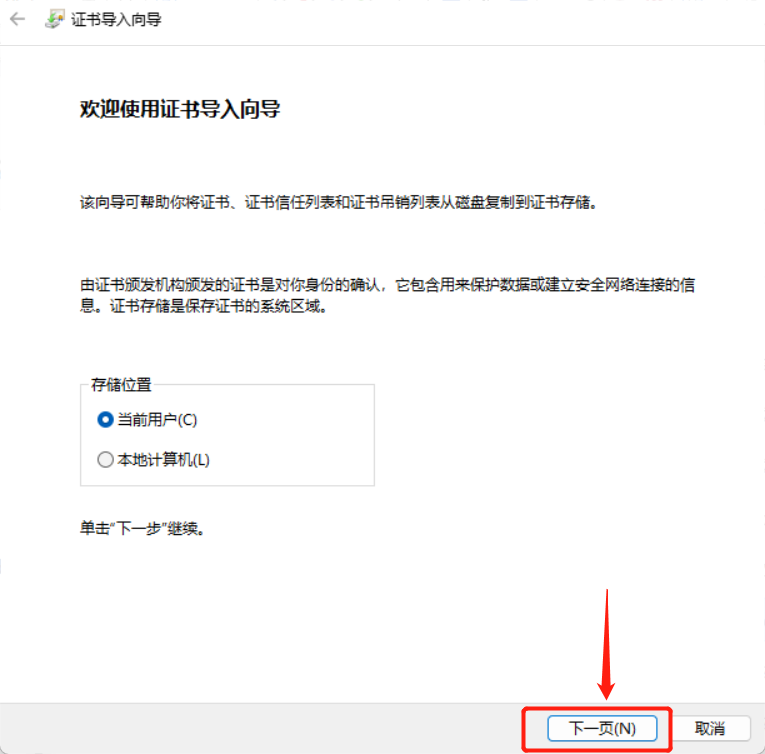 证书导入向导
欢迎使用证书导入向导
该向导可帮助你将证书、证书信任列表和证书吊销列表从磁盘复制到证书存储。
由证书颁发机构颁发的证书是对你身份的确认，它包含用来保护数据或建立安全网络连接的信
息。证书存储是保存证书的系统区域。
存储位置
当前用户(C)
本地计算机(L)
单击“下一步”继续。
下一页(N)
取消